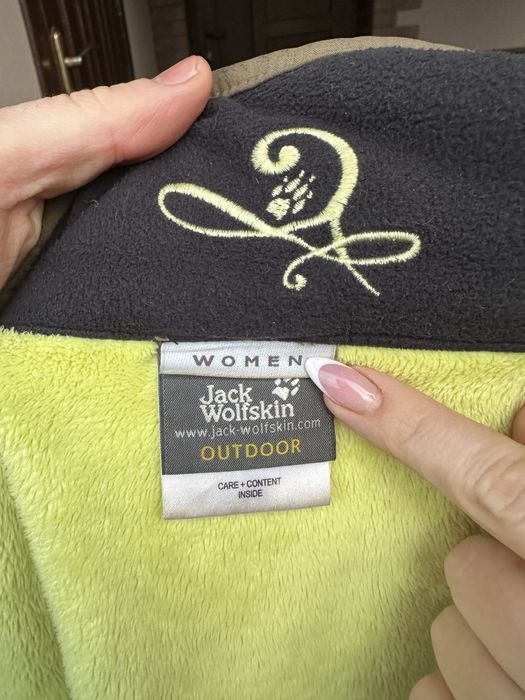 WOMEN
Jack
Wolfskin
www.jack-wolfskin.com
OUTDOOR
CARE + CONTENT
INSIDE